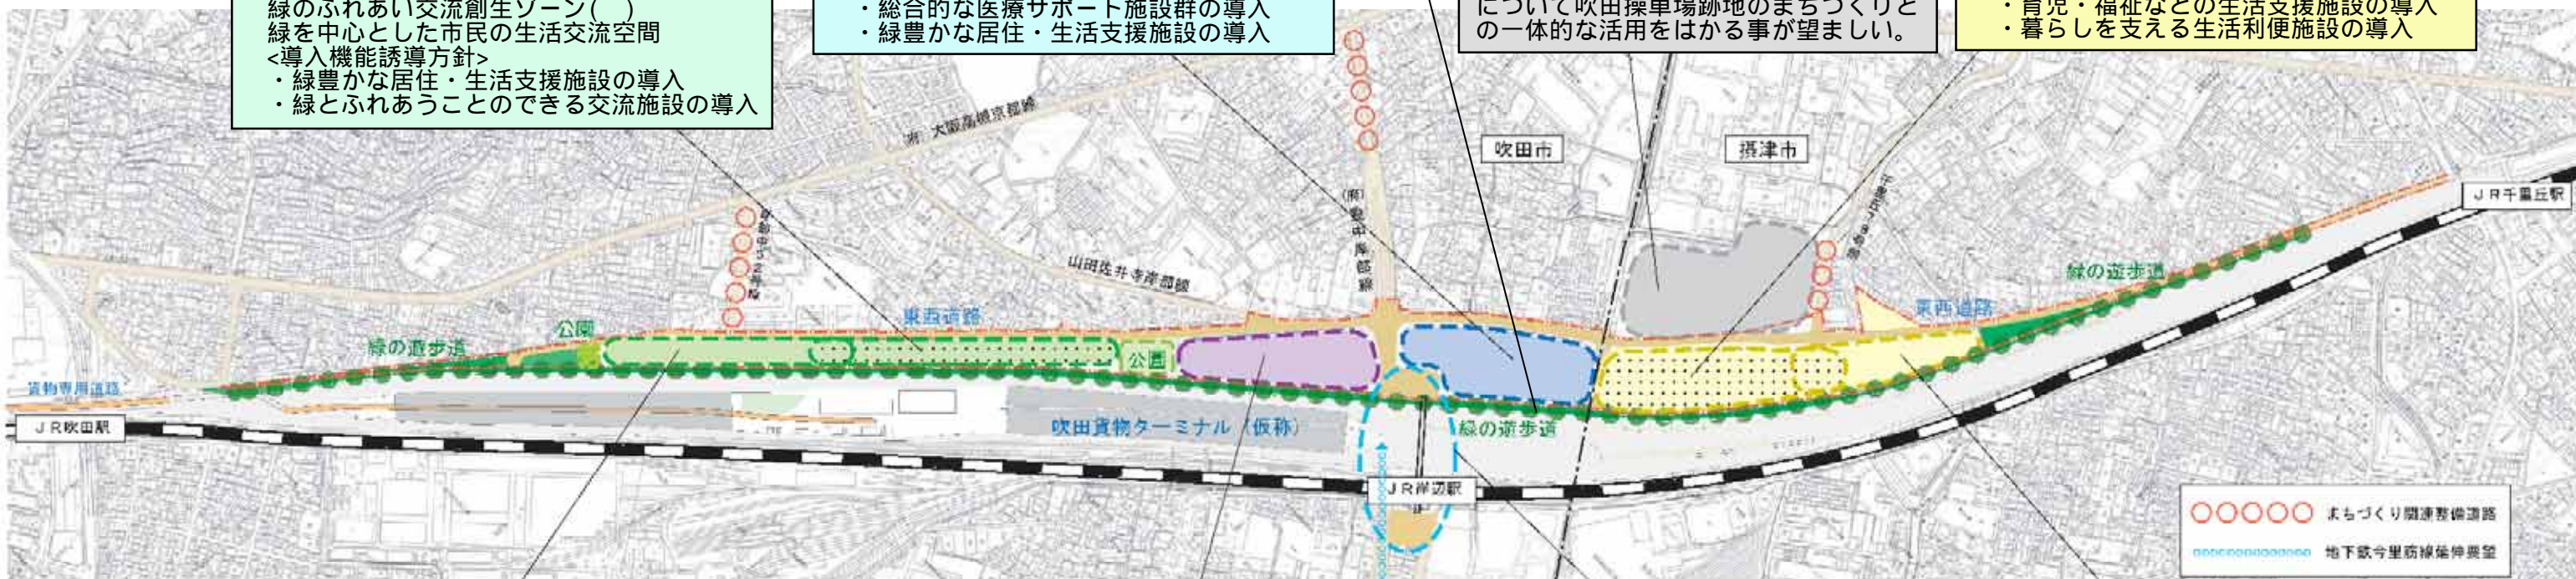 緑のふれあい交流創生ゾーン(　)
緑を中心とした市民の生活交流空間
<導入機能誘導方針>
・緑豊かな居住・生活支援施設の導入
・緑とふれあうことのできる交流施設の導入
・総合的な医療サポート施設群の導入
・緑豊かな居住・生活支援施設の導入
について吹田操車場跡地のまちづくりと
の一体的な活用をはかる事が望ましい。
・育児・福祉などの生活支援施設の導入
・暮らしを支える生活利便施設の導入
吹田市
摂津市
JR千里丘駅
山田佐井寺岸部線
緑の遊歩道
東西道路
東西道路
公園
緑の遊歩道
公園
貨物専用道路
JR吹田駅
吹田貨物ターミナル（仮称）
緑の遊歩道
JR岸辺駅
まちづくり関連整備道路
地下鉄今里筋線延伸要望